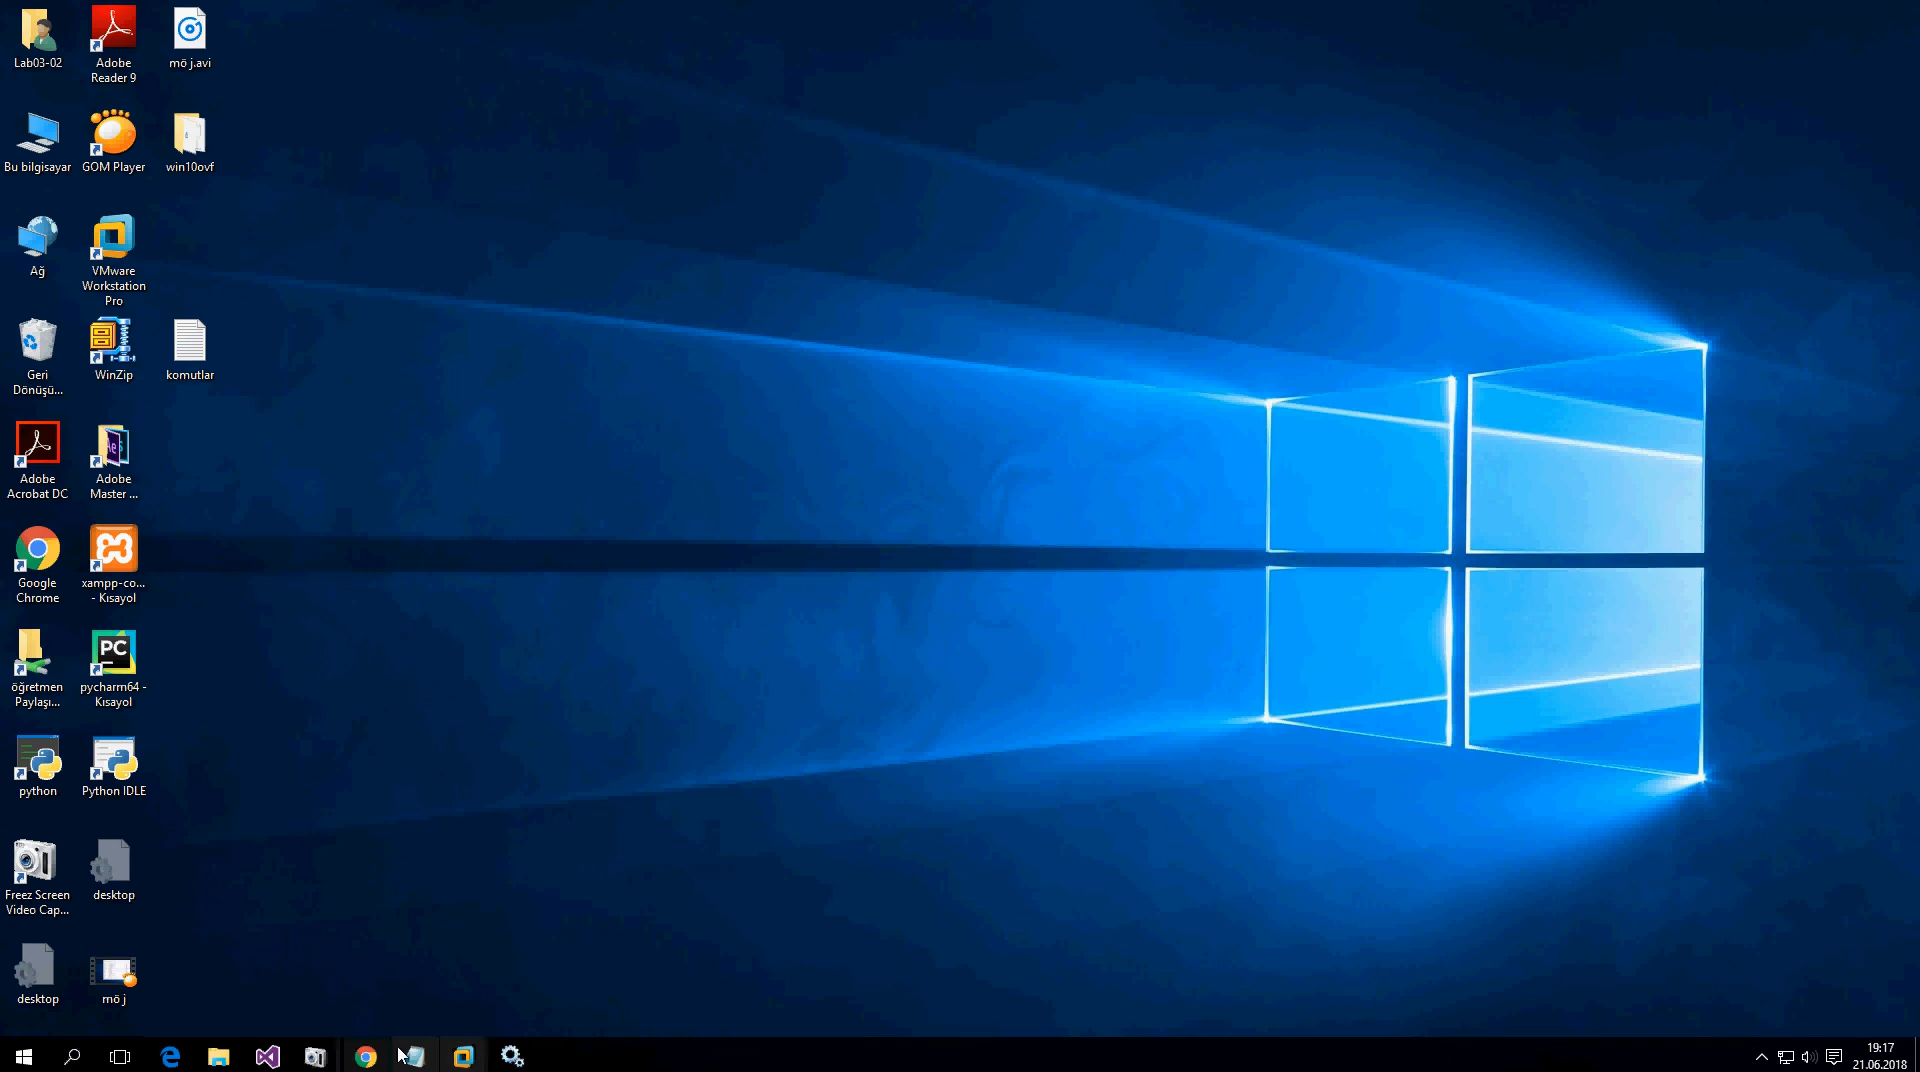 Lab03-02
Adobe
Reader 9
mö j.avi
Bu bilgisayar
GOM Player
win10ovf
Ağ
VMware
Workstation
Pro
Geri
Dönüşü...
WinZip
komutlar
Adobe
Acrobat DC
Adobe
Master ...
Google
Chrome
xampp-co...
- Kısayol
öğretmen
Paylaşı...
PC
pycharm64 -
Kısayol
python
Python IDLE
Freez Screen
Video Cap...
desktop
desktop
mö j
19:17
21.06.2018